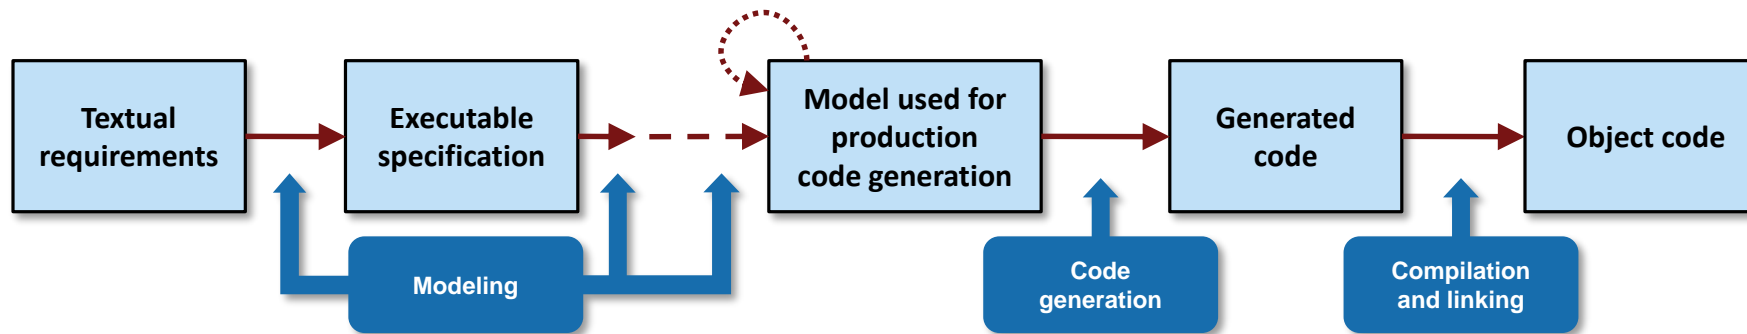 Textual
requirements
Executable
specification
Model used for
production
code generation
Generated
code
Object code
Modeling
Code
generation
Compilation
and linking